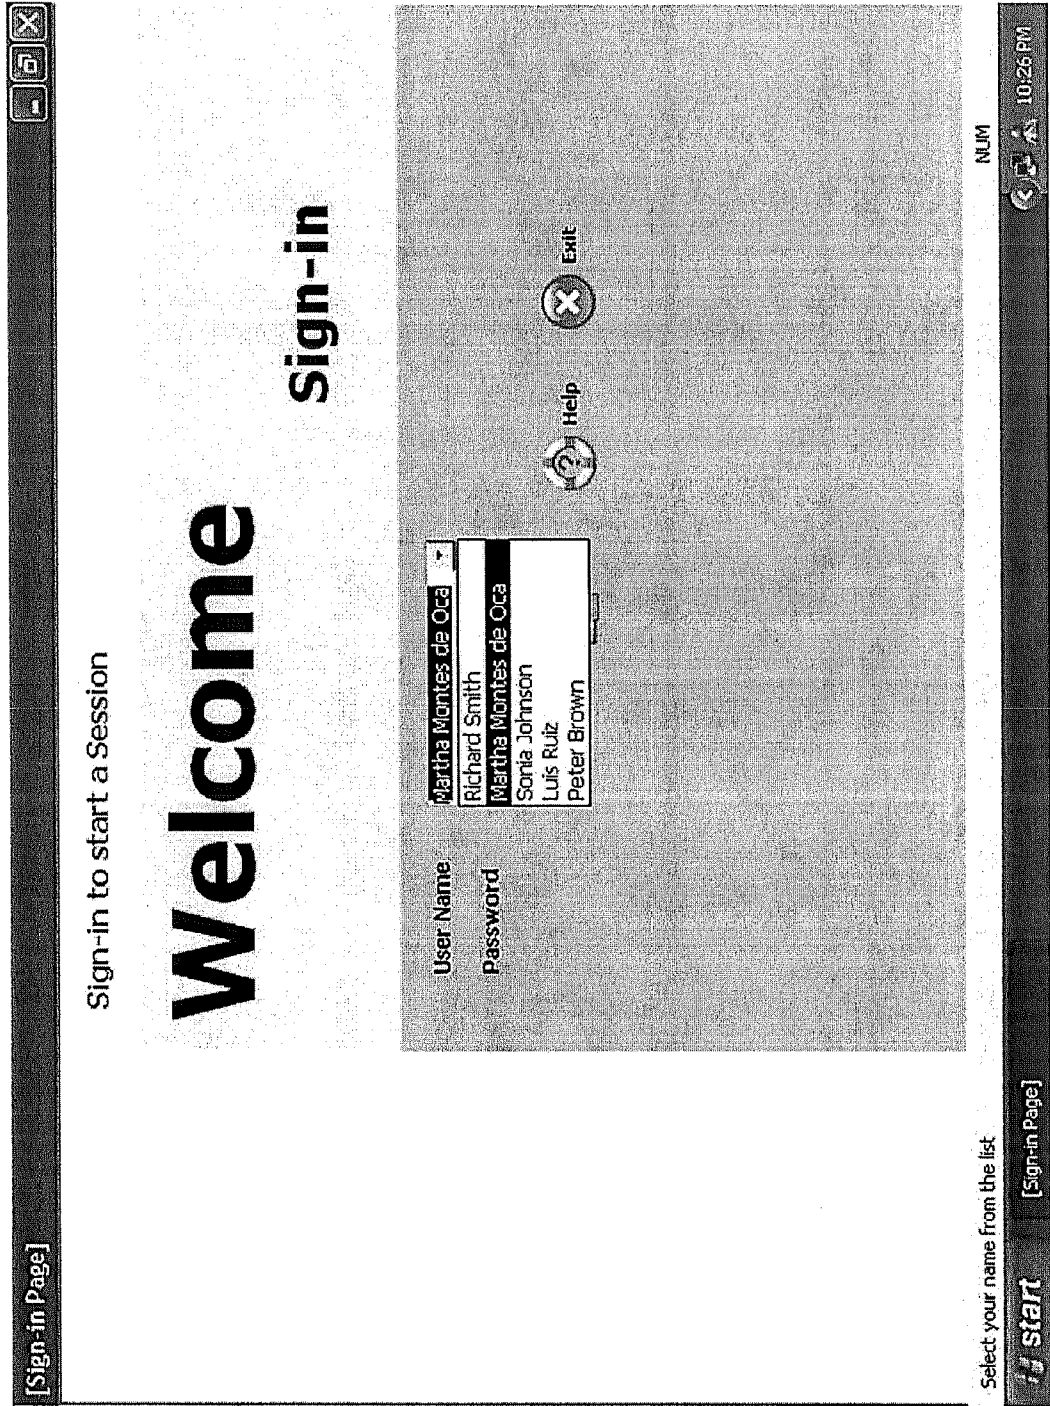 [Sign-in Page]
Sign-in to start a Session
Welcome
Sign-in
User Name
Martha Montes de Oca
Password
Richard Smith
Martha Montes de Oca
Sonia Johnson
Luis Ruiz
Peter Brown
Help
Exit
Select your name from the list
NUM
start
[Sign-in Page]
10:26 PM